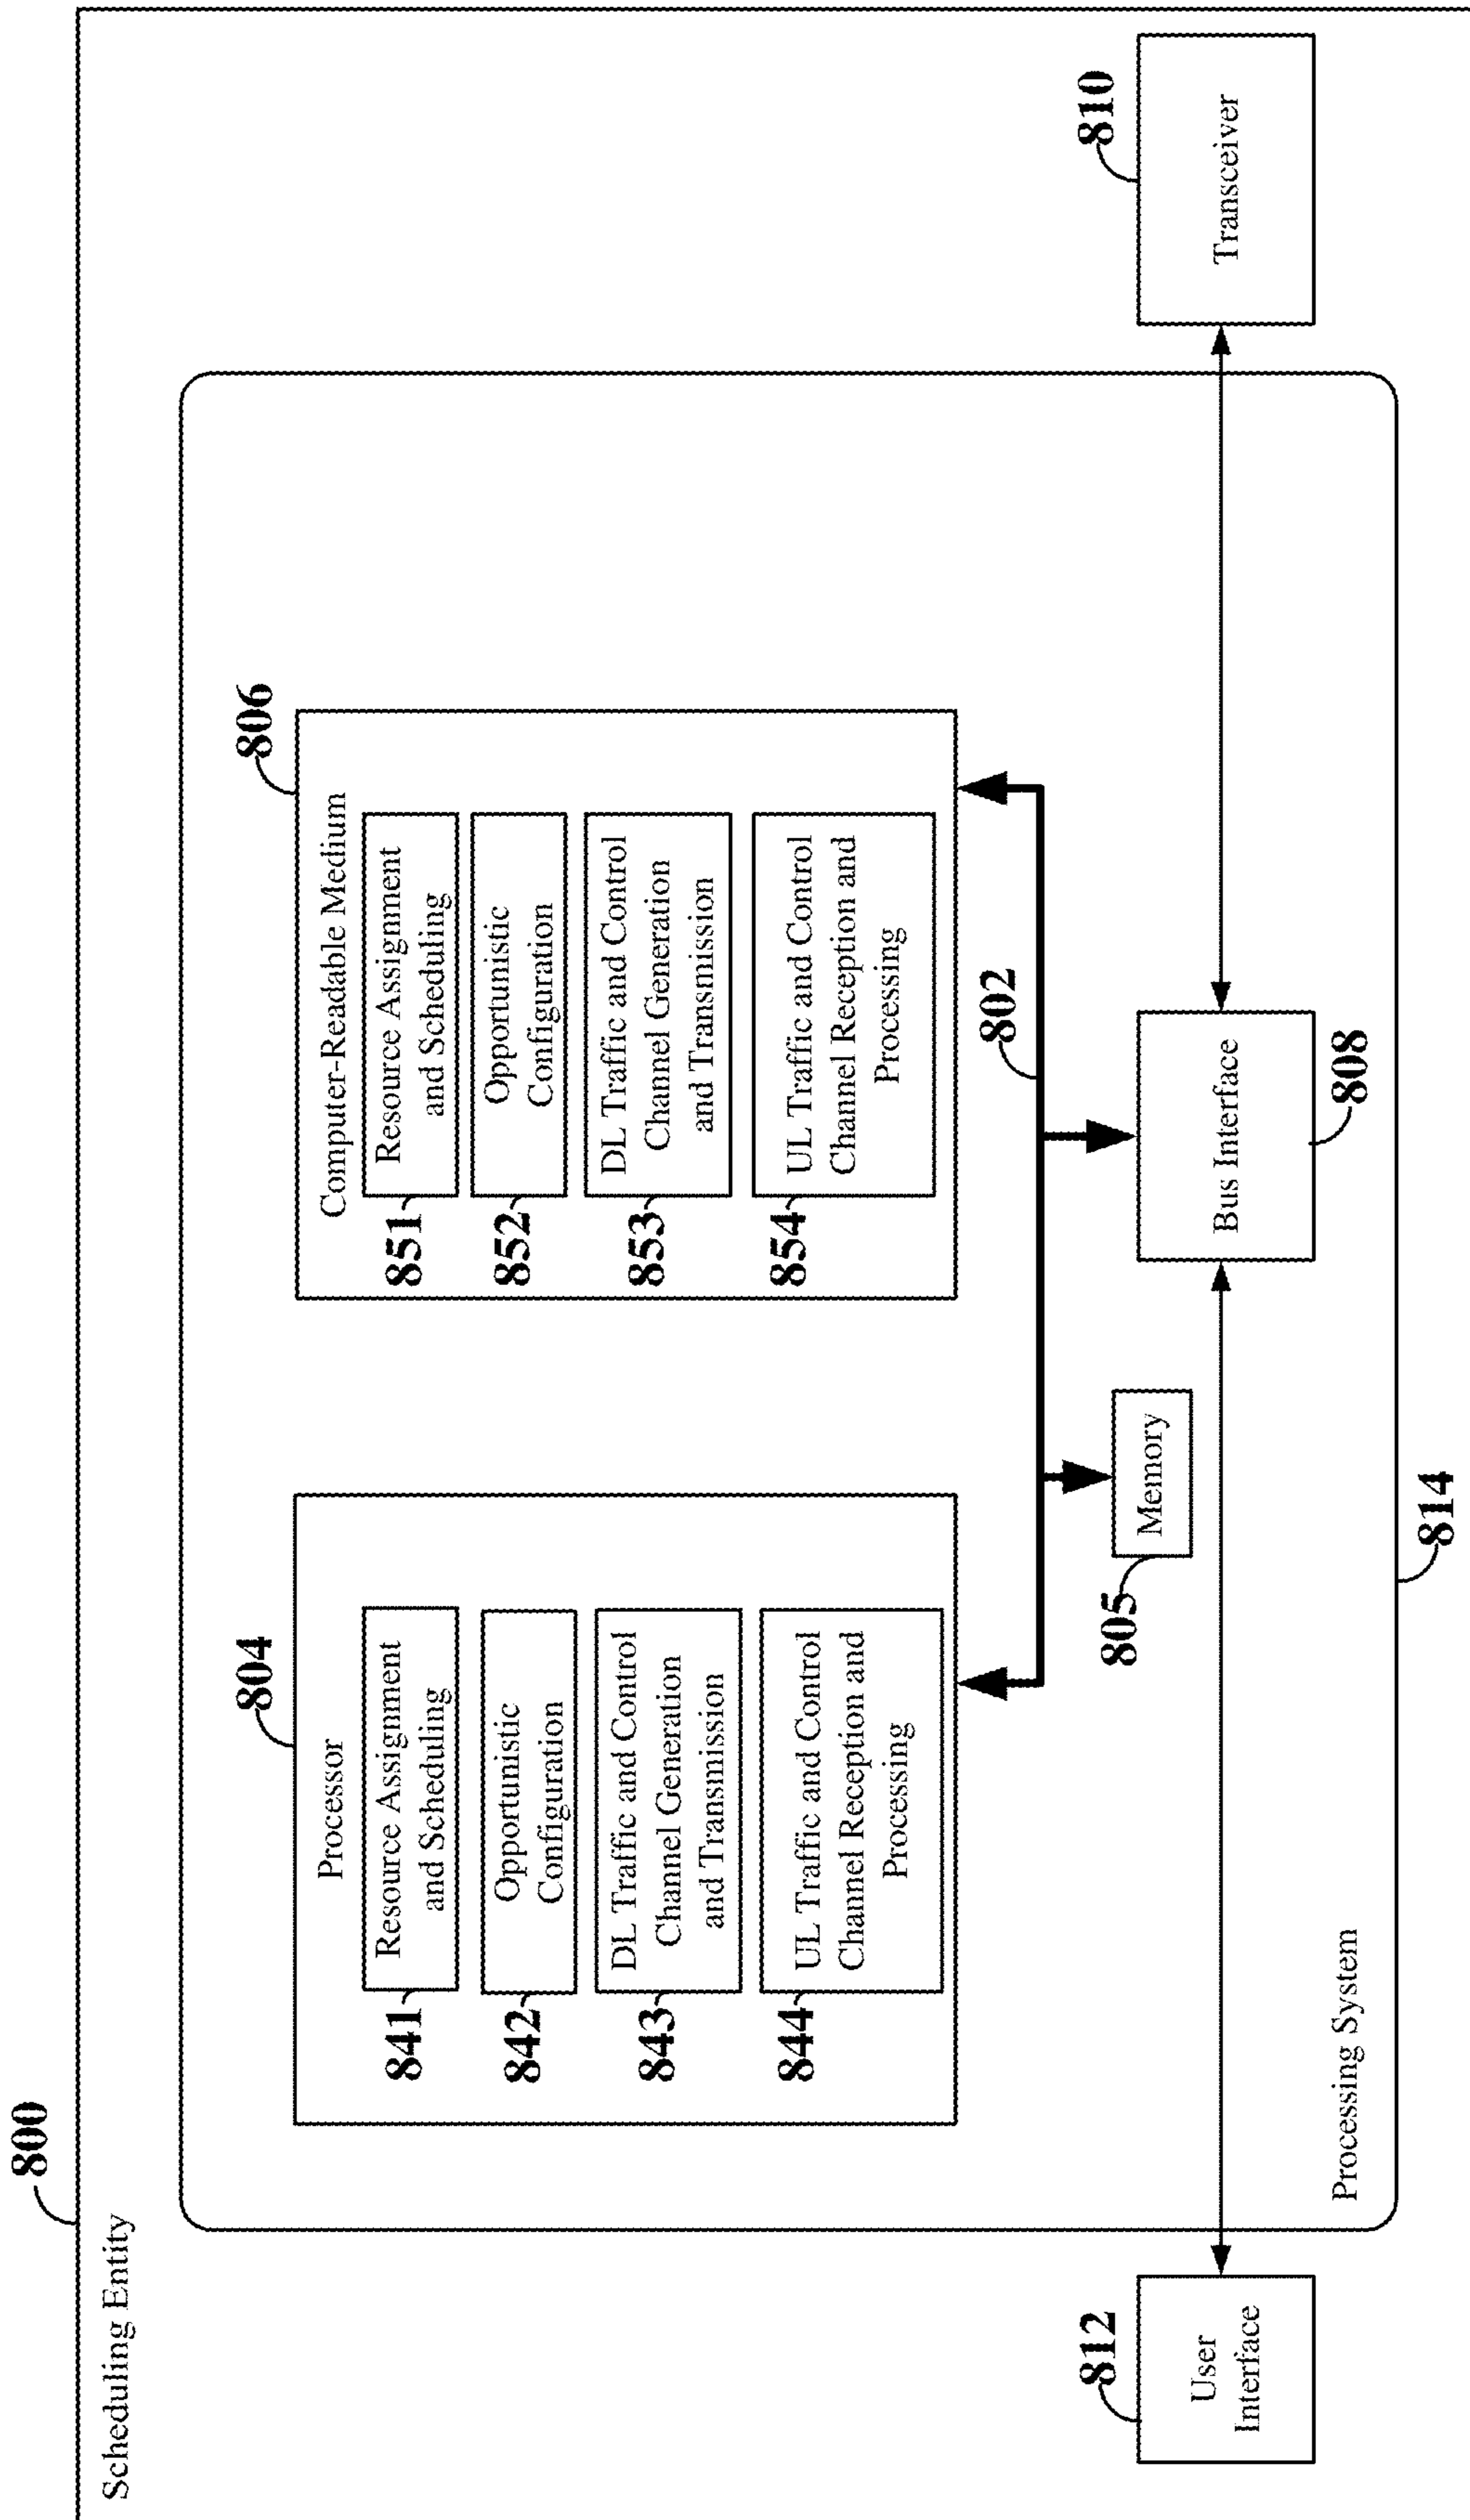 800
Scheduling Entity
804
Processor
841
Resource Assignment
and Scheduling
842
Opportunistic
Configuration
843
DL Traffic and Control
Channel Generation
and Transmission
844
UL Traffic and Control
Channel Reception and
Processing
806
Computer-Readable Medium
851
Resource Assignment
and Scheduling
852
Opportunistic
Configuration
853
DL Traffic and Control
Channel Generation
and Transmission
854
UL Traffic and Control
Channel Reception and
Processing
802
805
Memory
812
User
Interface
Bus Interface
808
810
Transceiver
Processing System
814